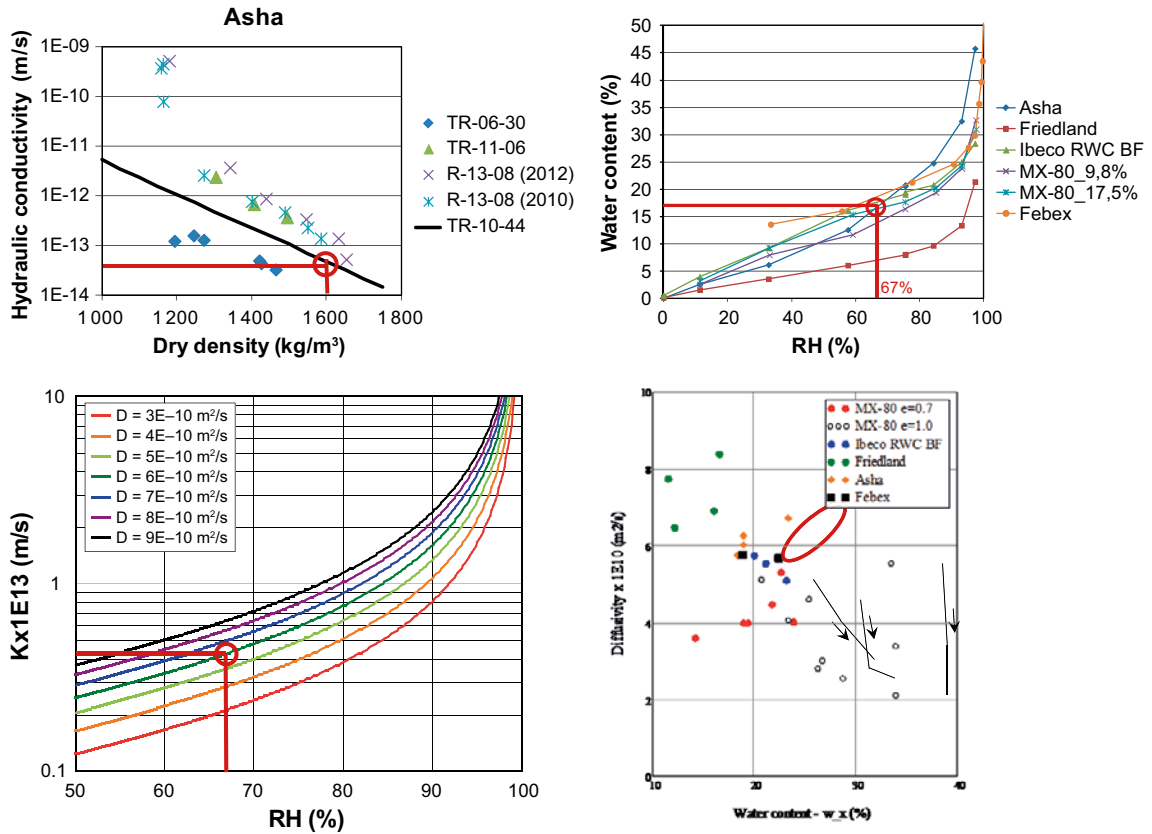 Asha
Hydraulic conductivity (m/s)
1E-09
1E-10
1E-11
1E-12
1E-13
1E-14
1 000
1 200
1 400
1 600
1 800
Dry density (kg/m³)
TR-06-30
TR-11-06
R-13-08 (2012)
R-13-08 (2010)
TR-10-44
Water content (%)
50
45
40
35
30
25
20
15
10
5
0
67%
0
20
40
60
80
100
RH (%)
Asha
Friedland
Ibeco RWC BF
MX-80_9,8%
MX-80_17,5%
Febex
Kx1E13 (m/s)
10
1
0.1
D = 3E–10 m²/s
D = 4E–10 m²/s
D = 5E–10 m²/s
D = 6E–10 m²/s
D = 7E–10 m²/s
D = 8E–10 m²/s
D = 9E–10 m²/s
50
60
70
80
90
100
RH (%)
Diffusivity x 1E10 (m2/s)
10
8
6
4
2
0
MX-80 e=0.7
MX-80 e=1.0
Ibeco RWC BF
Friedland
Asha
Febex
10
20
30
40
Water content - w_x (%)